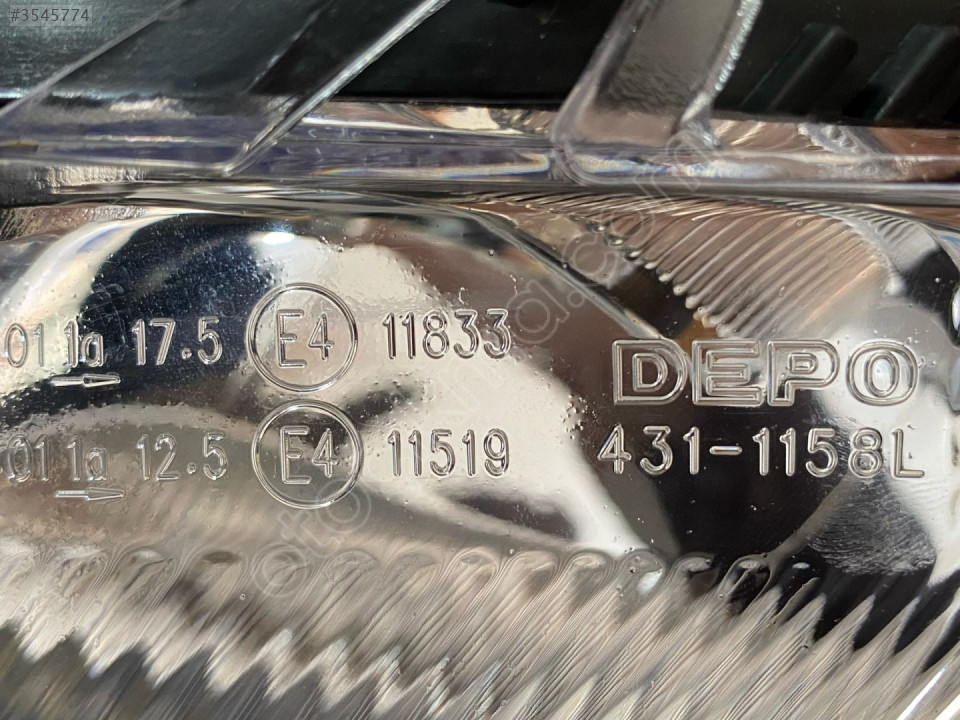 #3545774
01 1a 17.5 E4 11833
DEPO
01 1a 12.5 E4 11519
431-1158L